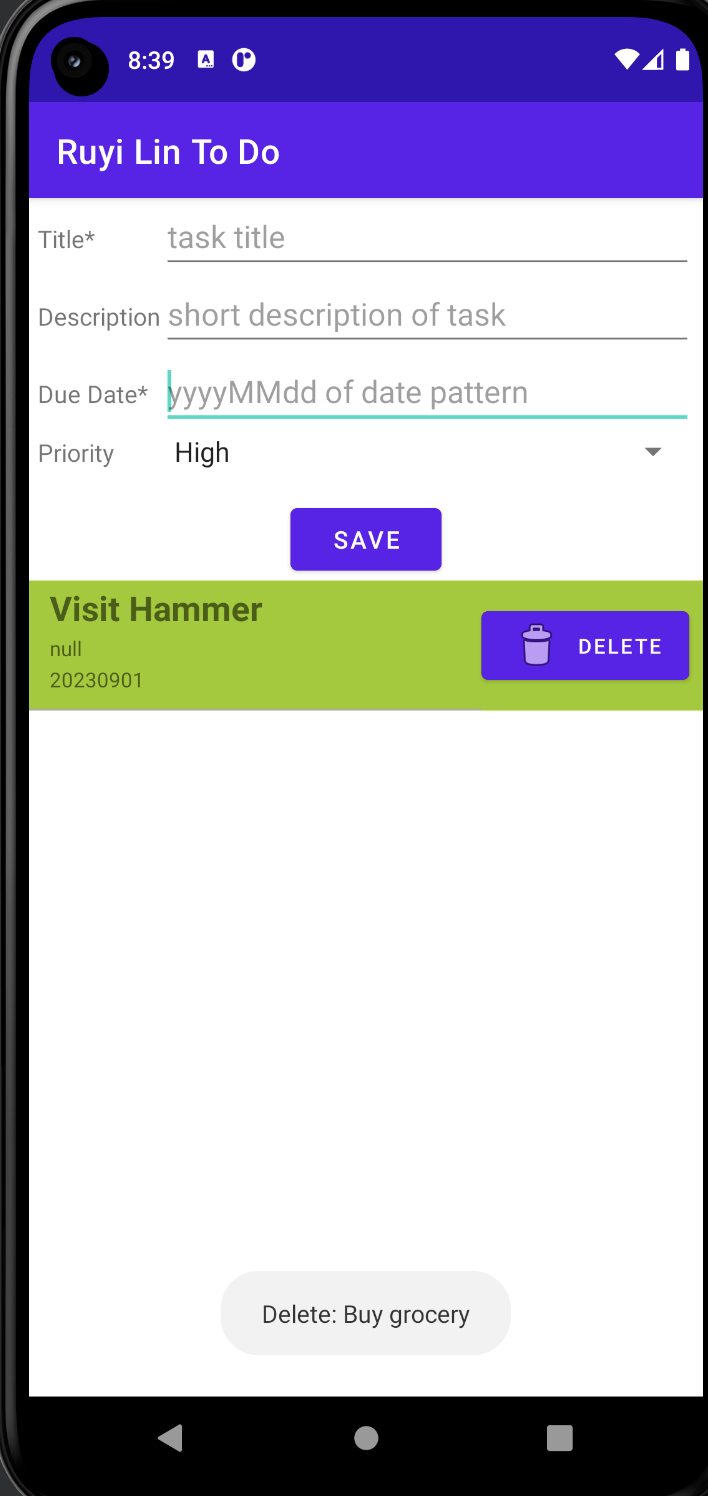 8:39
Ruyi Lin To Do
Title* task title
Description short description of task
Due Date* yyyyMMdd of date pattern
Priority High
SAVE
Visit Hammer
null
20230901
DELETE
Delete: Buy grocery